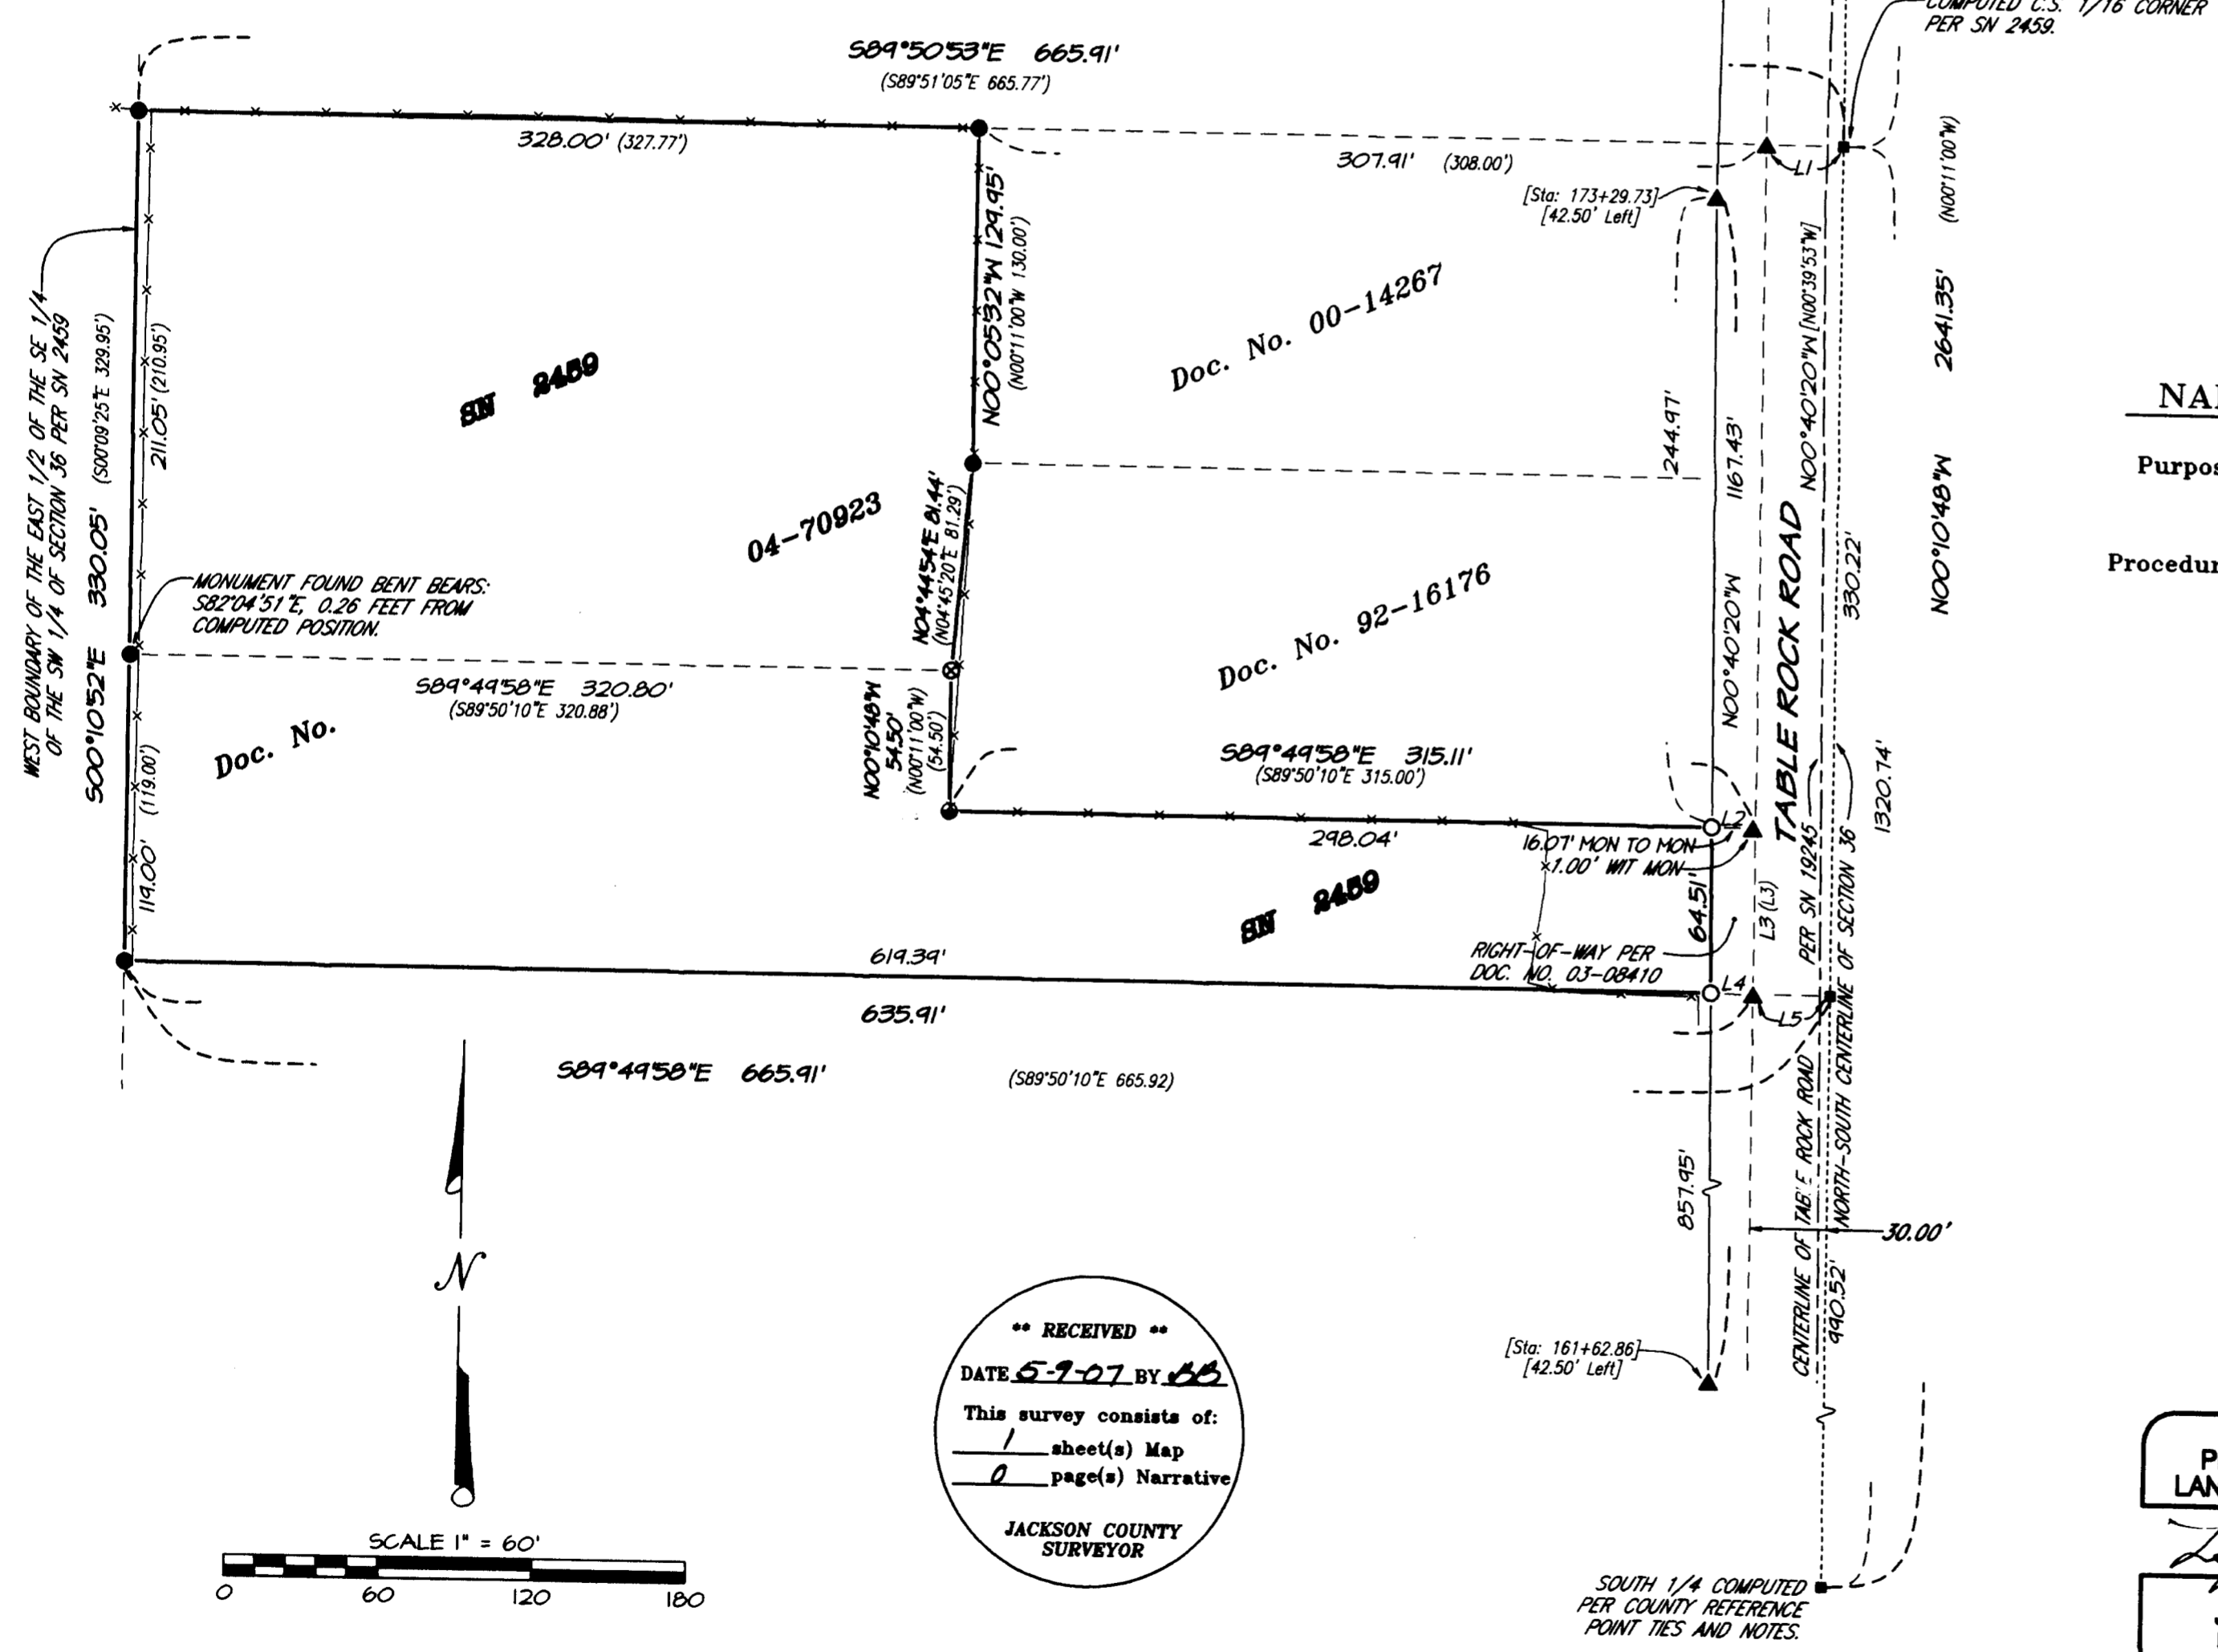 COMPUTED C.S. 1/16 CORNER
PER SN 2459.
S89°50'53"E 665.91'
(S89°51'05"E 665.77')
328.00' (327.77')
307.91' (308.00')
L1
[Sta: 173+29.73]
[42.50' Left]
N00°05'32"W 129.95'
(N00°11'00"W 130.00')
Doc. No. 00-14267
WEST BOUNDARY OF THE EAST 1/2 OF THE SE 1/4
OF THE SW 1/4 OF SECTION 36 PER SN 2459
S00°10'52"E 330.05' (S00°09'25"E 329.95')
211.05' (210.95')
SN 2459
04-70923
N04°44'54"E 81.44'
(N04°45'20"E 81.29')
MONUMENT FOUND BENT BEARS:
S82°04'51"E, 0.26 FEET FROM
COMPUTED POSITION.
S89°49'58"E 320.80'
(S89°50'10"E 320.88')
Doc. No.
119.00' (119.00')
N00°10'48"W
54.50'
(N00°11'00"W)
(54.50')
Doc. No. 92-16176
S89°49'58"E 315.11'
(S89°50'10"E 315.00')
298.04'
16.07' MON TO MON
1.00' WIT MON
L2
SN 2459
64.51'
L3 (L3)
RIGHT-OF-WAY PER
DOC. NO. 03-08410
L4
L5
244.97'
1167.43'
N00°40'20"W
TABLE ROCK ROAD
N00°40'20"W [N00°39'53"W]
330.22'
N00°10'48"W 2641.35' (N00°11'00"W)
1320.74'
CENTERLINE OF TABLE ROCK ROAD PER SN 19245
NORTH-SOUTH CENTERLINE OF SECTION 36
619.39'
635.91'
S89°49'58"E 665.91' (S89°50'10"E 665.92)
857.95'
30.00'
990.52'
[Sta: 161+62.86]
[42.50' Left]
N
SCALE 1" = 60'
0 60 120 180
** RECEIVED **
DATE 5-9-07 BY BB
This survey consists of:
1 sheet(s) Map
0 page(s) Narrative
JACKSON COUNTY
SURVEYOR
SOUTH 1/4 COMPUTED
PER COUNTY REFERENCE
POINT TIES AND NOTES.
NAR
Purpos
Procedur
P
LAN